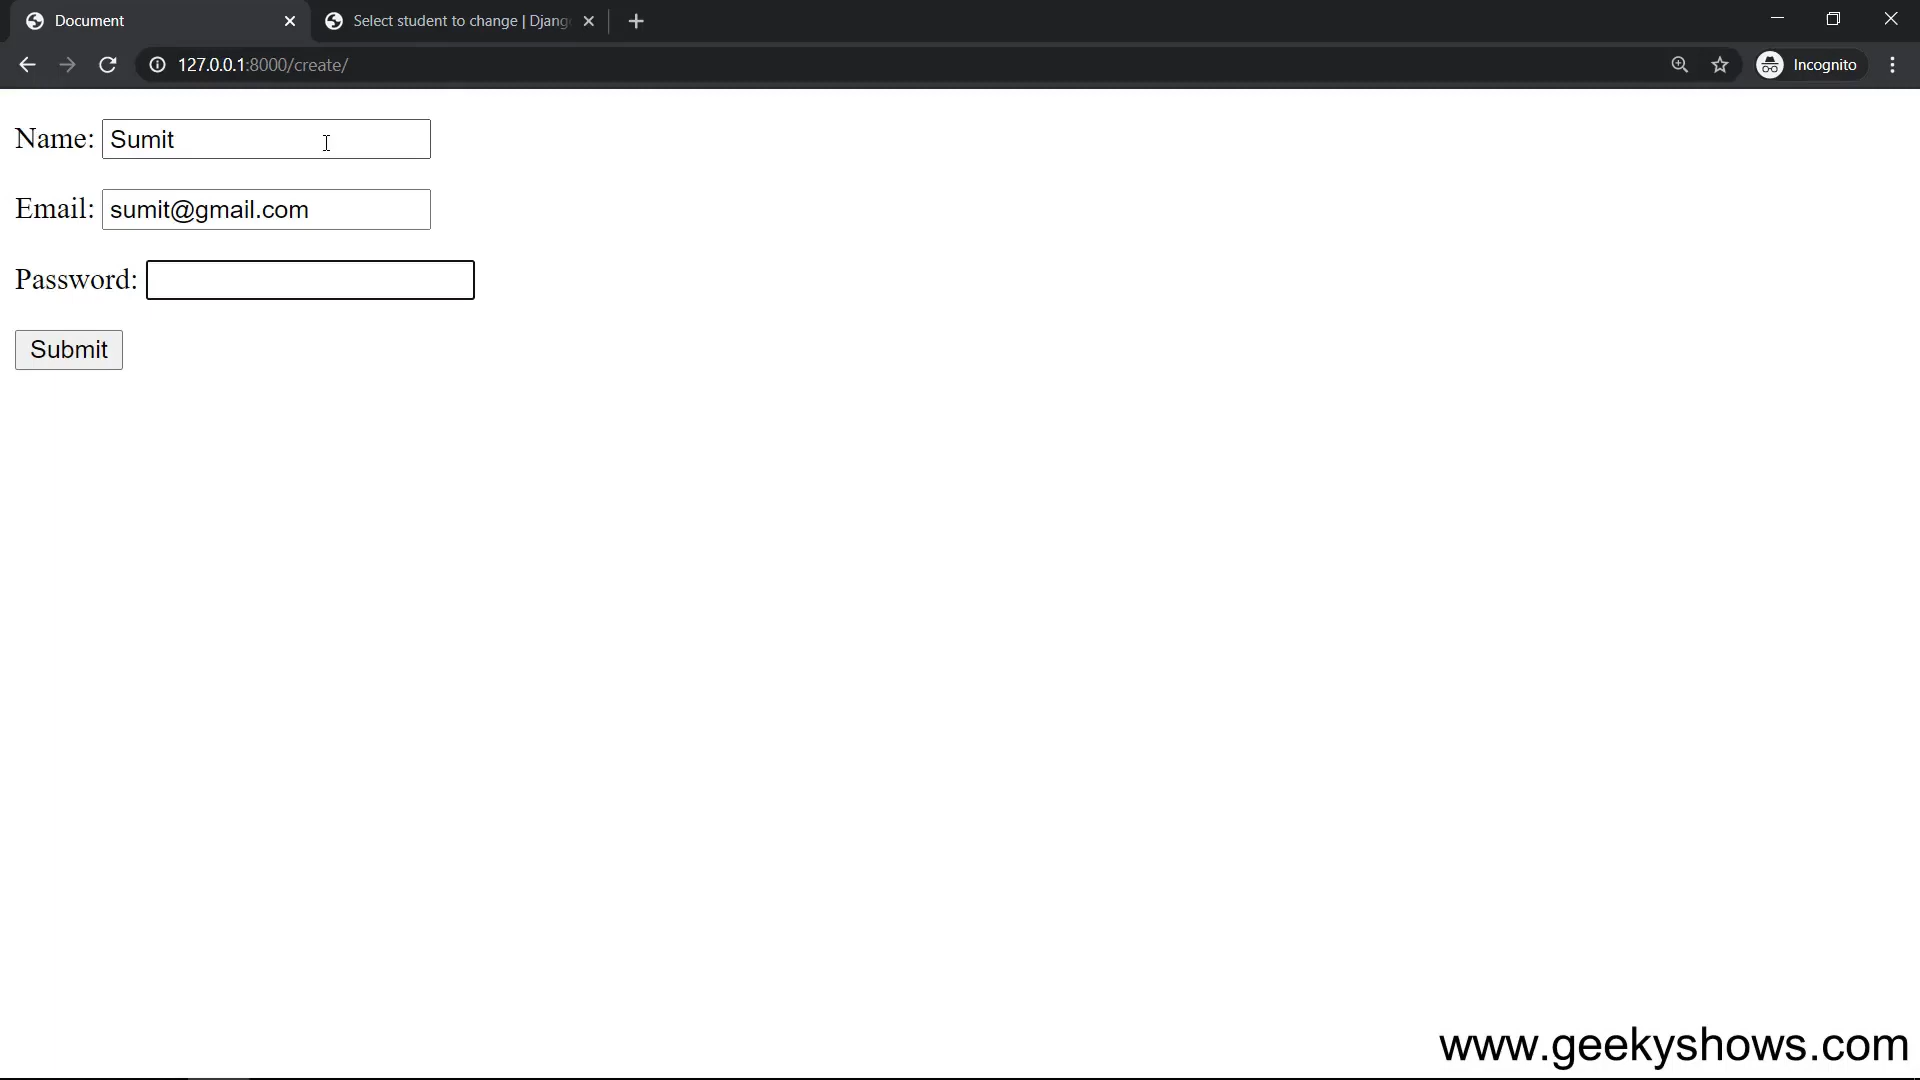 Document
Select student to change | Djang
127.0.0.1:8000/create/
Incognito
Name: Sumit
Email: sumit@gmail.com
Password:
Submit
www.geekyshows.com